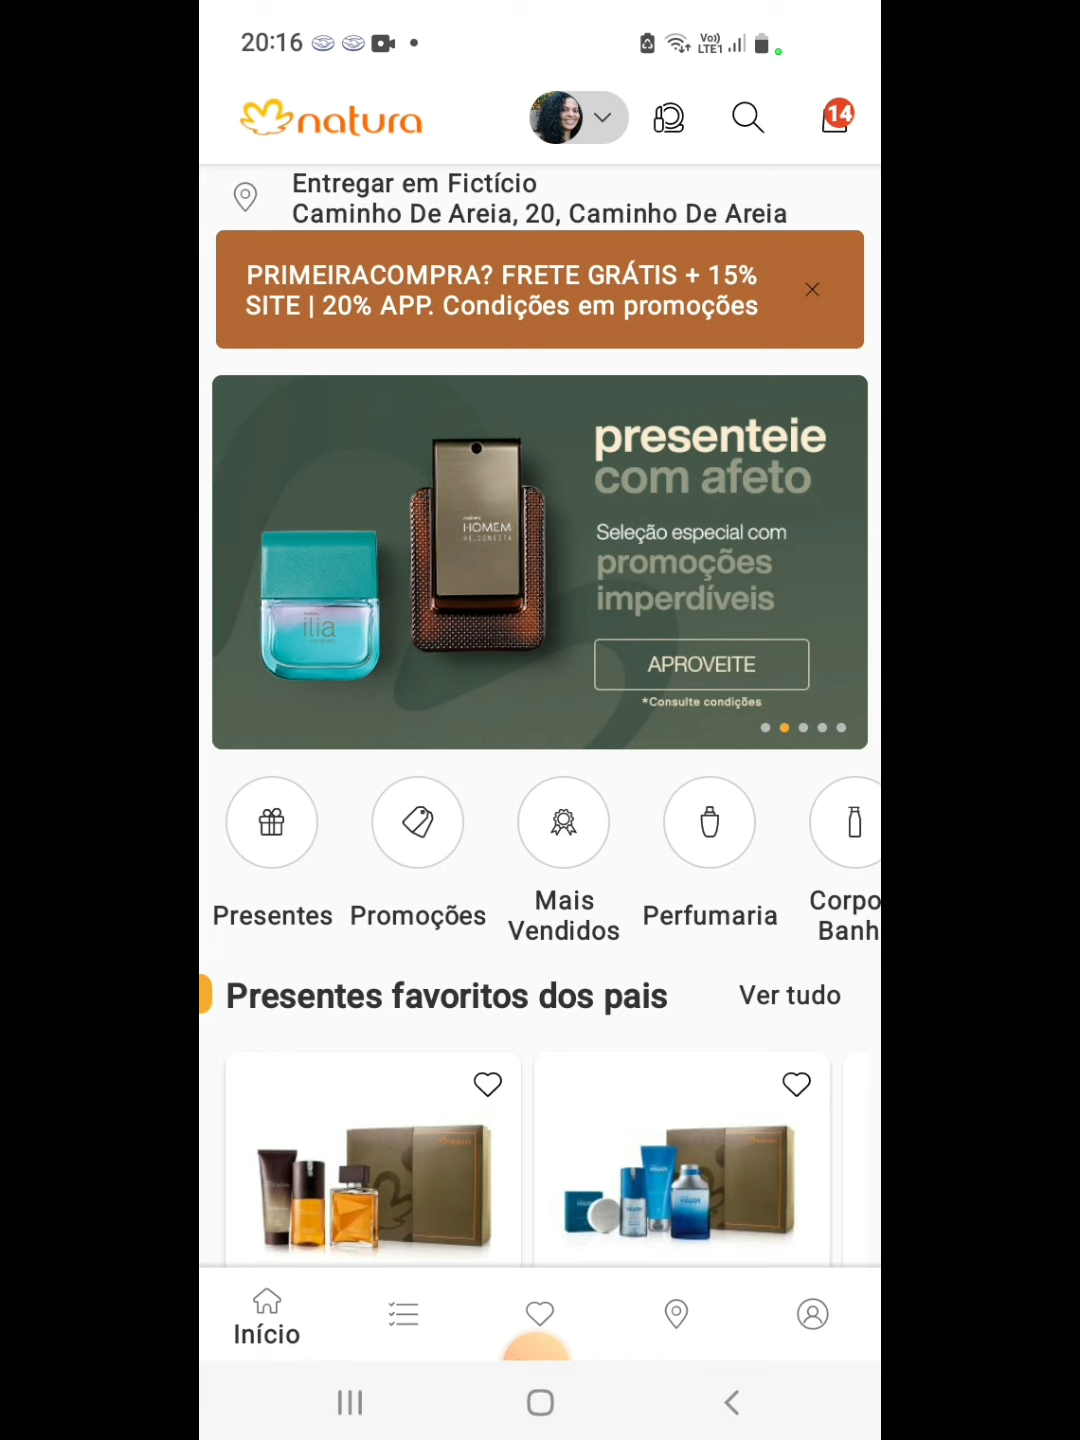 20:16
Vo)) LTE1
natura
14
Entregar em Fictício
Caminho De Areia, 20, Caminho De Areia
PRIMEIRACOMPRA? FRETE GRÁTIS + 15%
SITE | 20% APP. Condições em promoções
presenteie
com afeto
Seleção especial com
promoções
imperdíveis
APROVEITE
*Consulte condições
HOMEM
ilia
Presentes
Promoções
Mais
Vendidos
Perfumaria
Corpo
Banh
Presentes favoritos dos pais
Ver tudo
Início